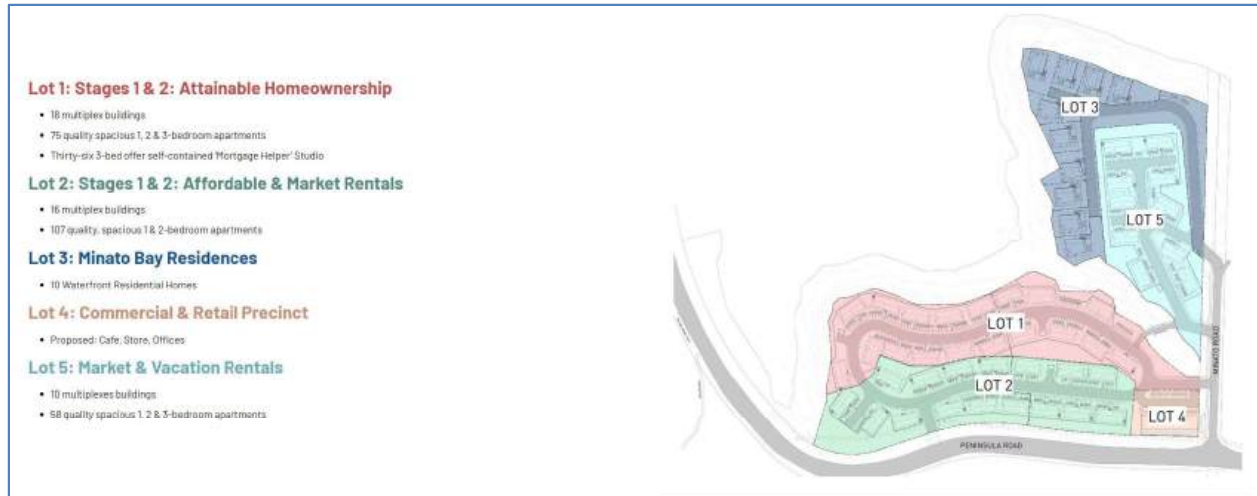 Lot 1: Stages 1 & 2: Attainable Homeownership
• 18 multiplex buildings
• 75 quality spacious 1, 2 & 3-bedroom apartments
• Thirty-six 3-bed offer self-contained 'Mortgage Helper' Studio
Lot 2: Stages 1 & 2: Affordable & Market Rentals
• 16 multiplex buildings
• 107 quality, spacious 1 & 2-bedroom apartments
Lot 3: Minato Bay Residences
• 10 Waterfront Residential Homes
Lot 4: Commercial & Retail Precinct
• Proposed: Cafe, Store, Offices
Lot 5: Market & Vacation Rentals
• 10 multiplexes buildings
• 58 quality spacious 1, 2 & 3-bedroom apartments
LOT 3
LOT 5
LOT 1
LOT 2
LOT 4
MINATO ROAD
PENINSULA ROAD